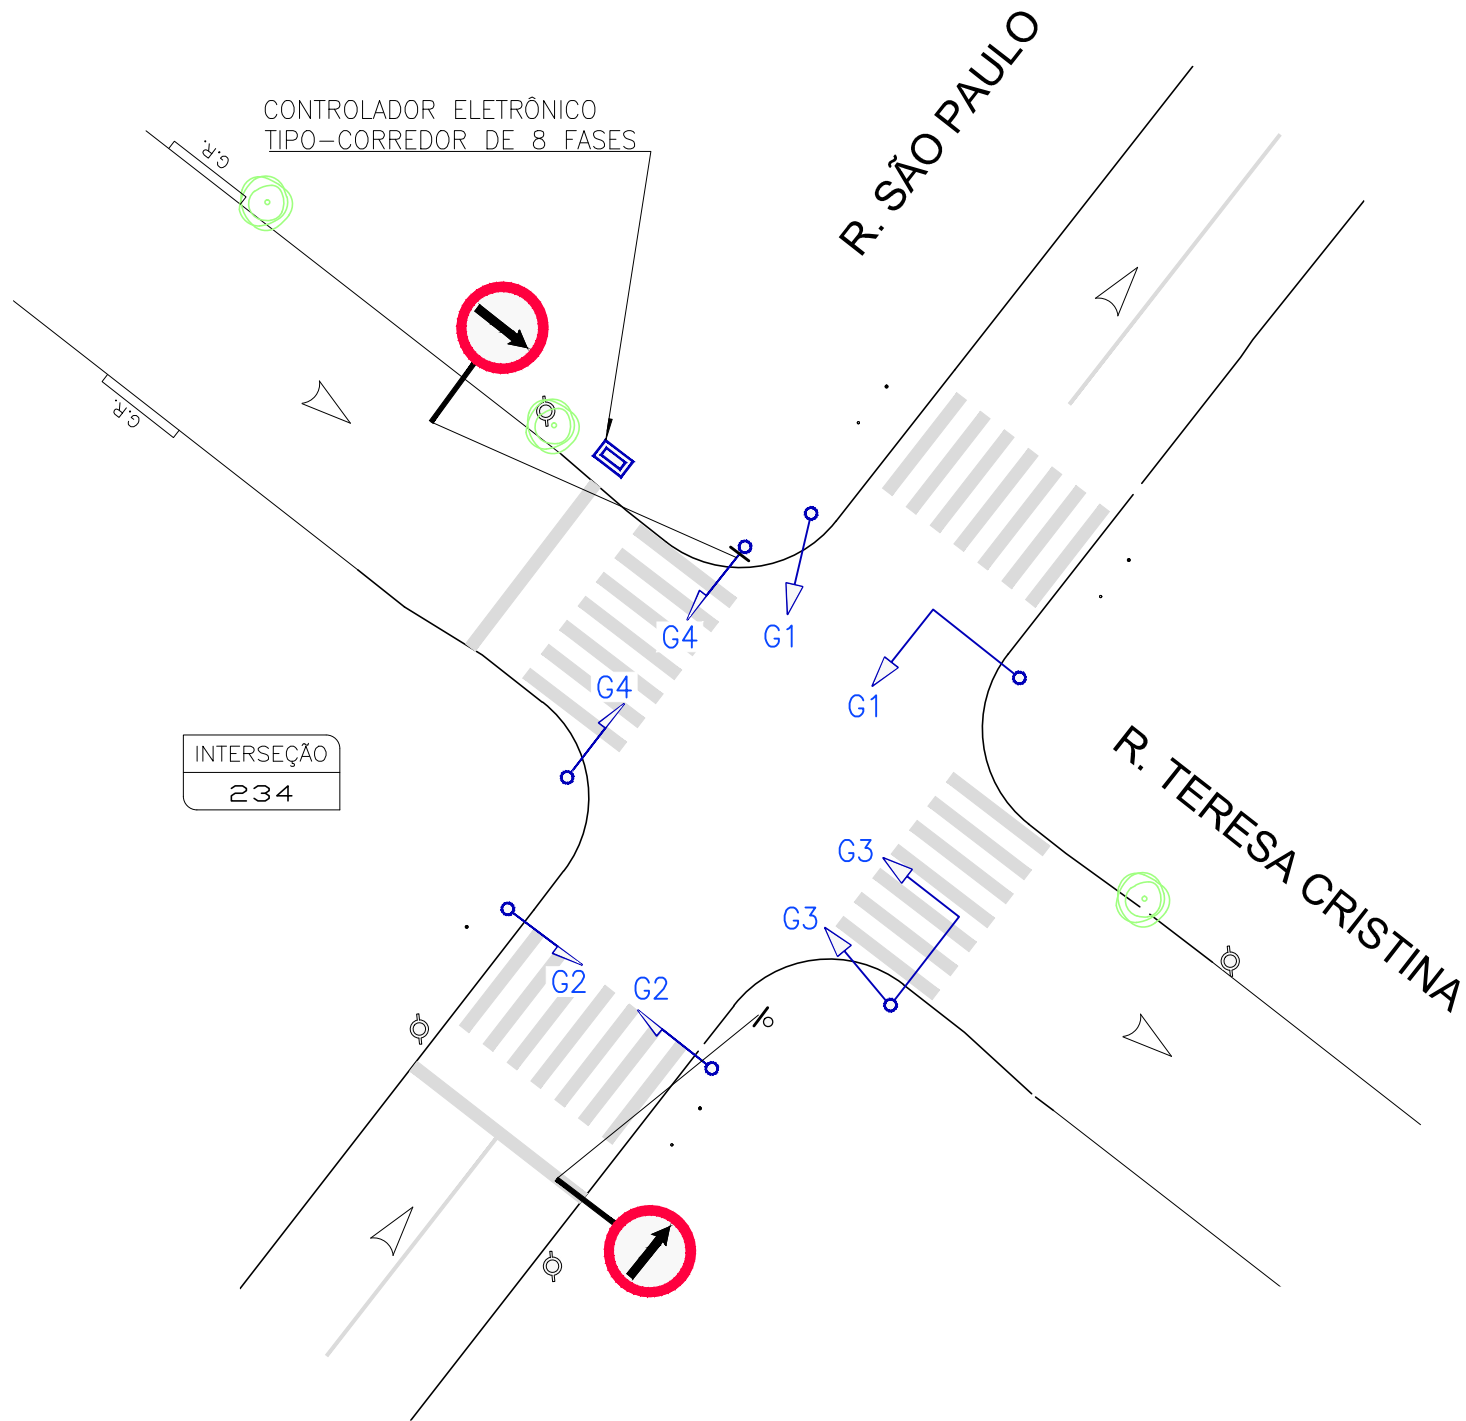 CONTROLADOR ELETRÔNICO
TIPO-CORREDOR DE 8 FASES
R. SÃO PAULO
G.R.
G.R.
G4
G1
G4
G1
INTERSEÇÃO
234
R. TERESA CRISTINA
G3
G3
G2
G2